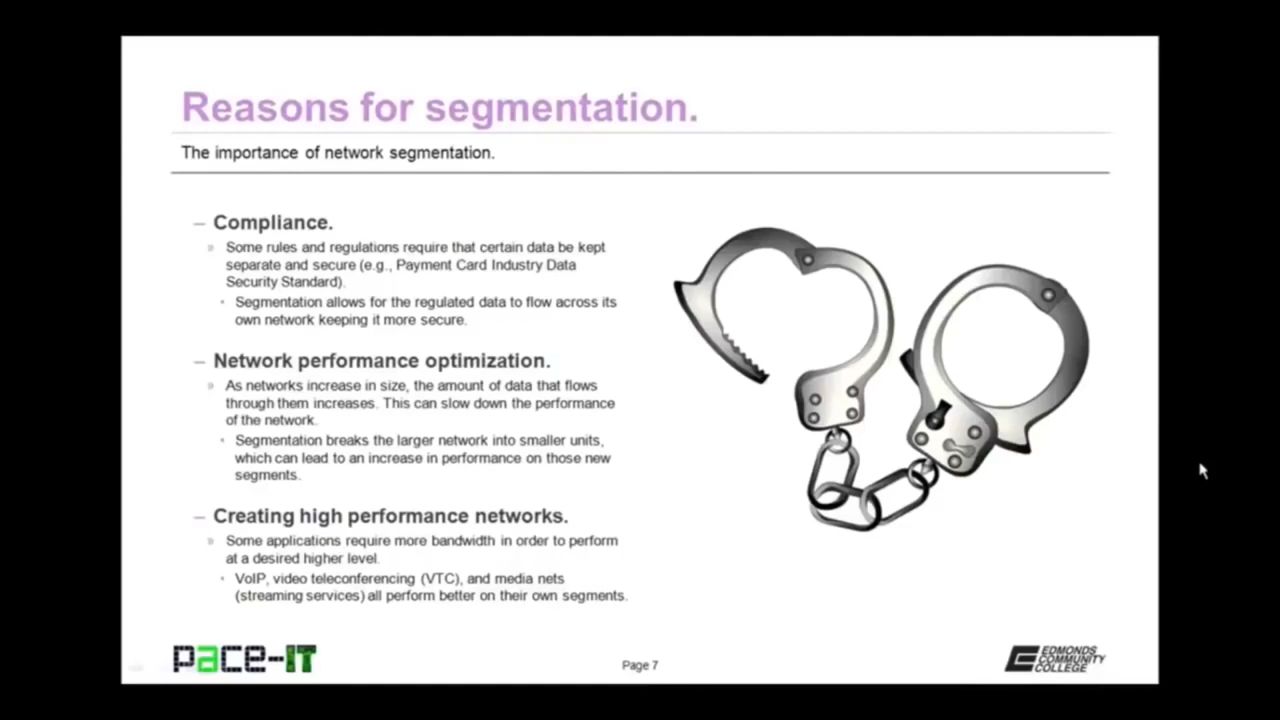 Reasons for segmentation.
The importance of network segmentation.
– Compliance.
» Some rules and regulations require that certain data be kept
separate and secure (e.g., Payment Card Industry Data
Security Standard).
• Segmentation allows for the regulated data to flow across its
own network keeping it more secure.
– Network performance optimization.
» As networks increase in size, the amount of data that flows
through them increases. This can slow down the performance
of the network.
• Segmentation breaks the larger network into smaller units,
which can lead to an increase in performance on those new
segments.
– Creating high performance networks.
» Some applications require more bandwidth in order to perform
at a desired higher level.
• VoIP, video teleconferencing (VTC), and media nets
(streaming services) all perform better on their own segments.
pace-IT
Page 7
EDMONDS
COMMUNITY
COLLEGE